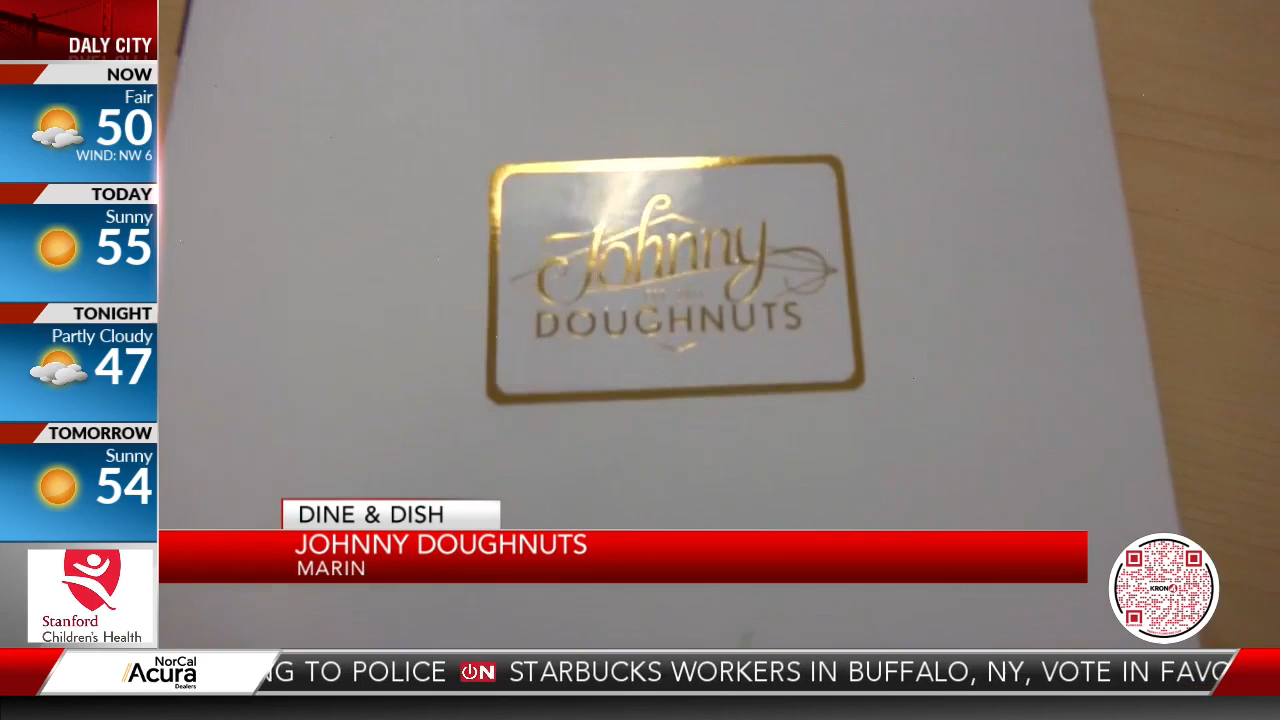 DALY CITY
NOW
Fair
50
WIND: NW 6
TODAY
Sunny
55
TONIGHT
Partly Cloudy
47
TOMORROW
Sunny
54
Stanford
Children's Health
Johnny
DOUGHNUTS
DINE & DISH
JOHNNY DOUGHNUTS
MARIN
KRON4
NorCal
Acura
Dealers
NG TO POLICE ON STARBUCKS WORKERS IN BUFFALO, NY, VOTE IN FAVO